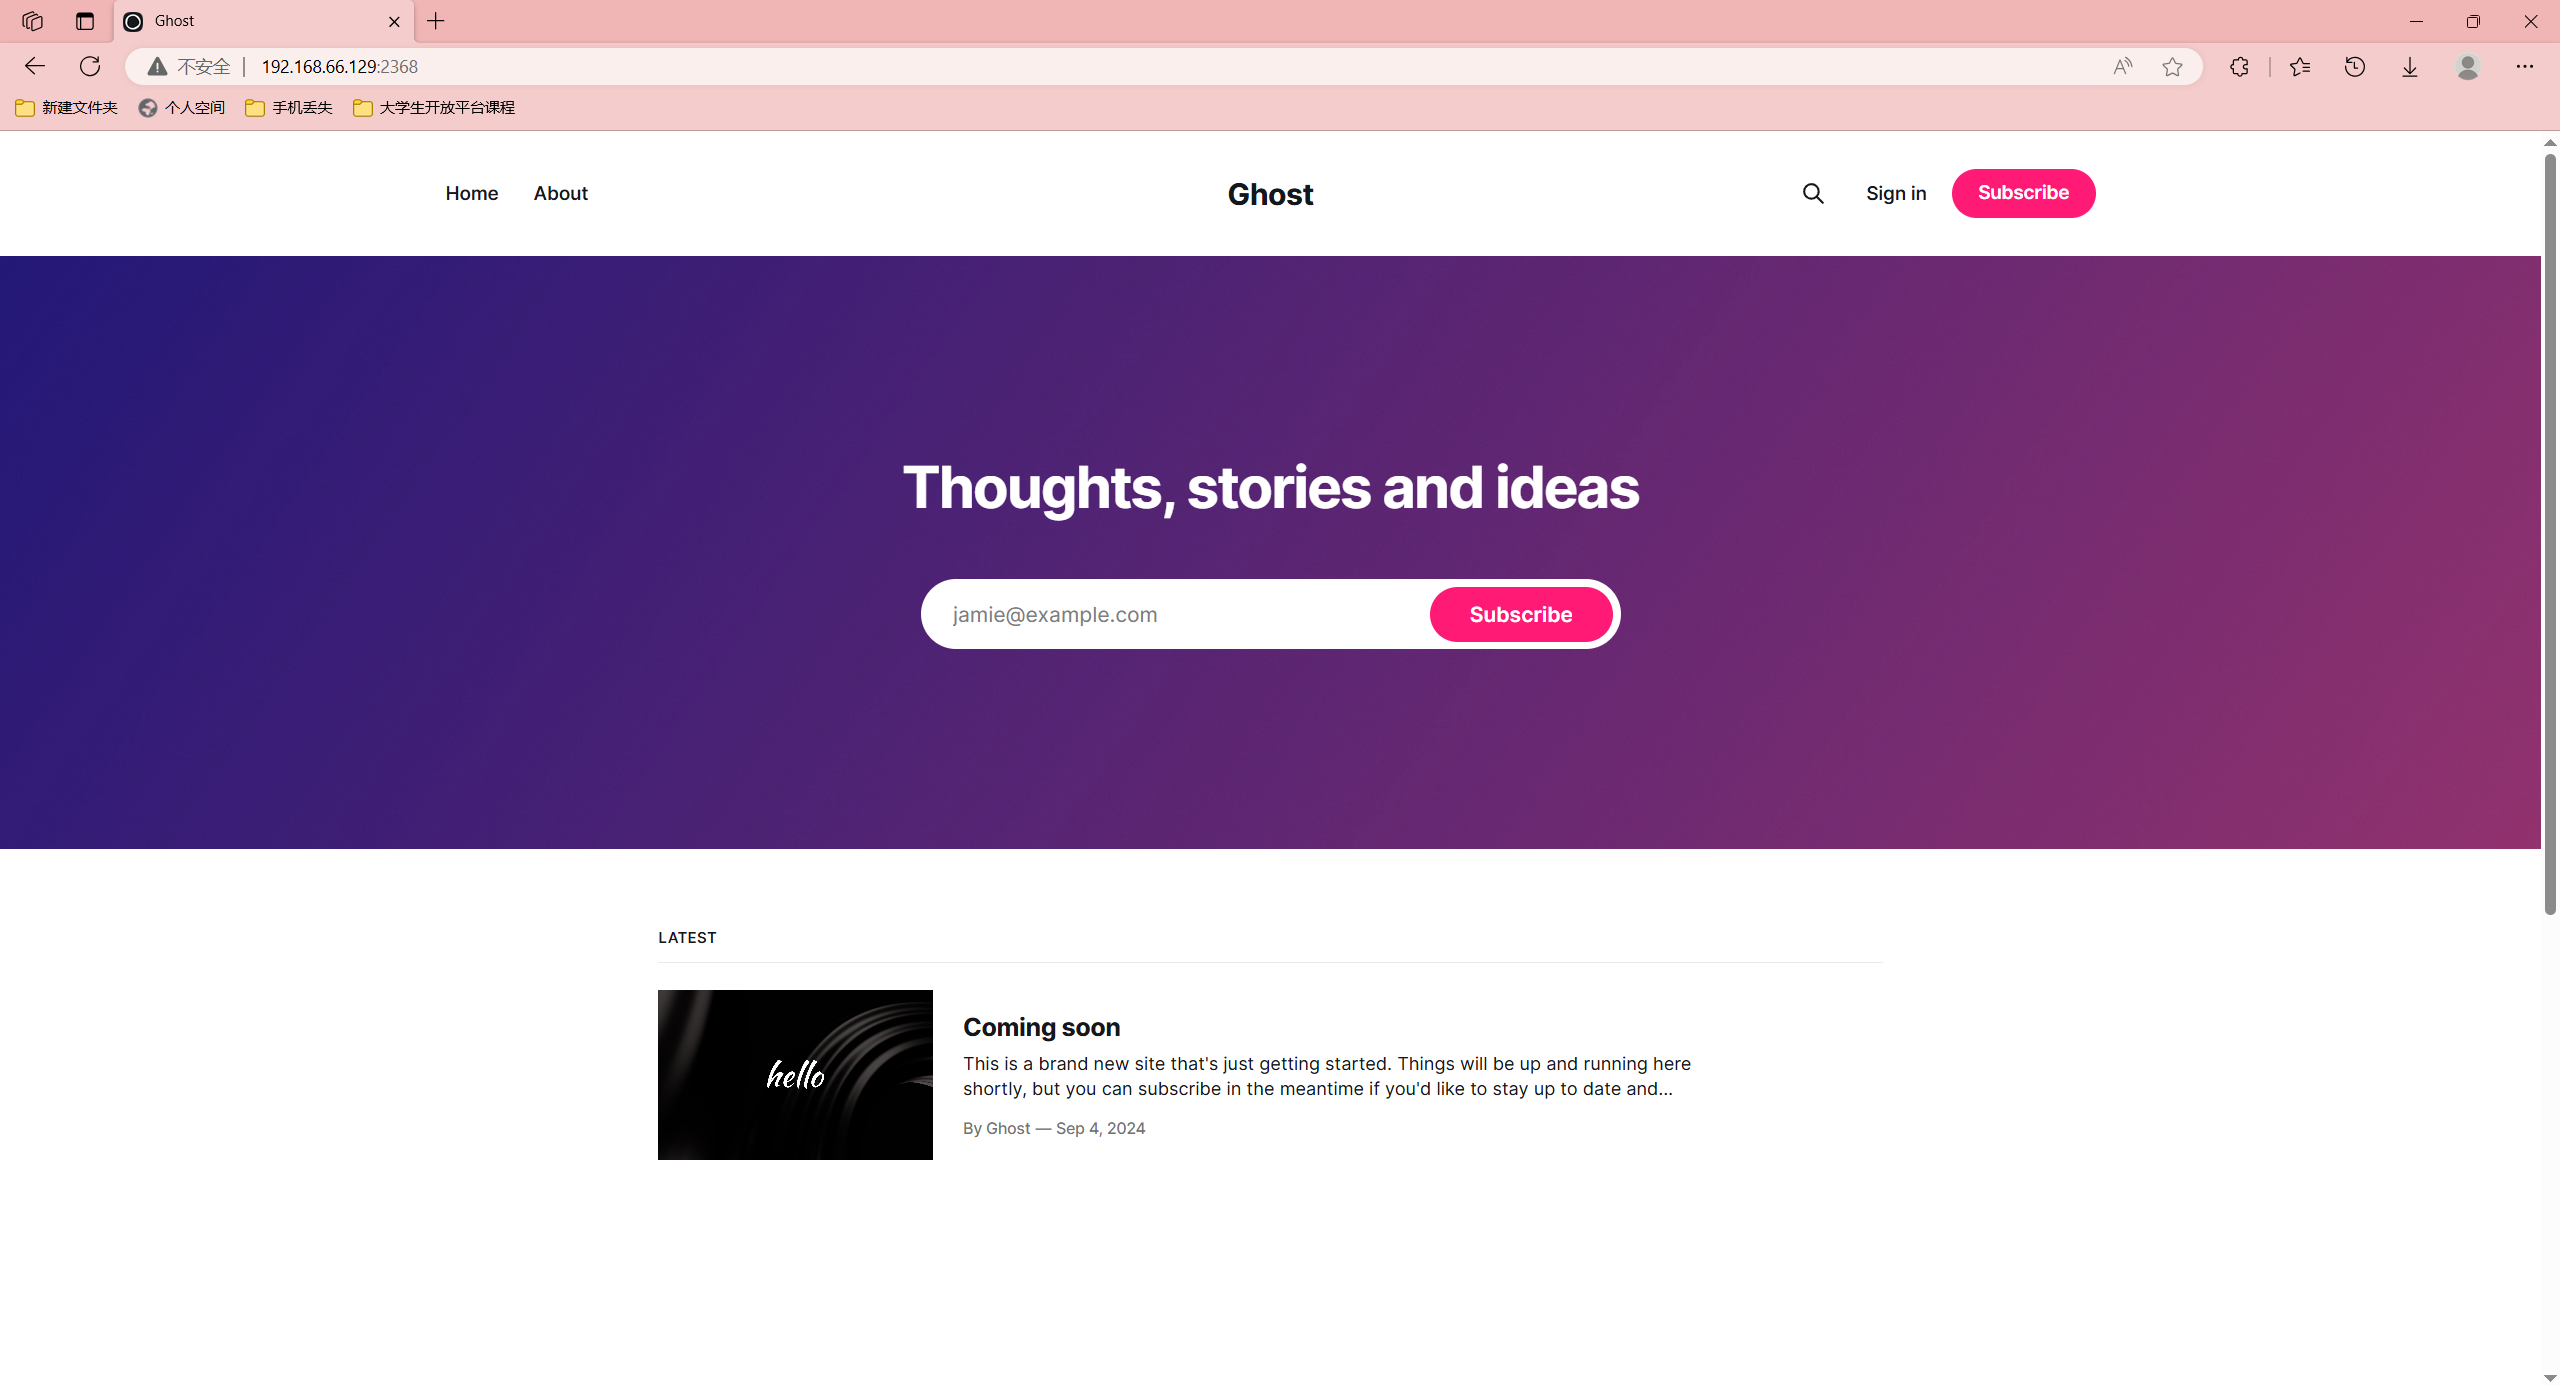 Ghost
不安全
192.168.66.129:2368
新建文件夹
个人空间
手机丢失
大学生开放平台课程
Home
About
Ghost
Sign in
Subscribe
Thoughts, stories and ideas
jamie@example.com
Subscribe
LATEST
hello
Coming soon
This is a brand new site that's just getting started. Things will be up and running here
shortly, but you can subscribe in the meantime if you'd like to stay up to date and...
By Ghost — Sep 4, 2024